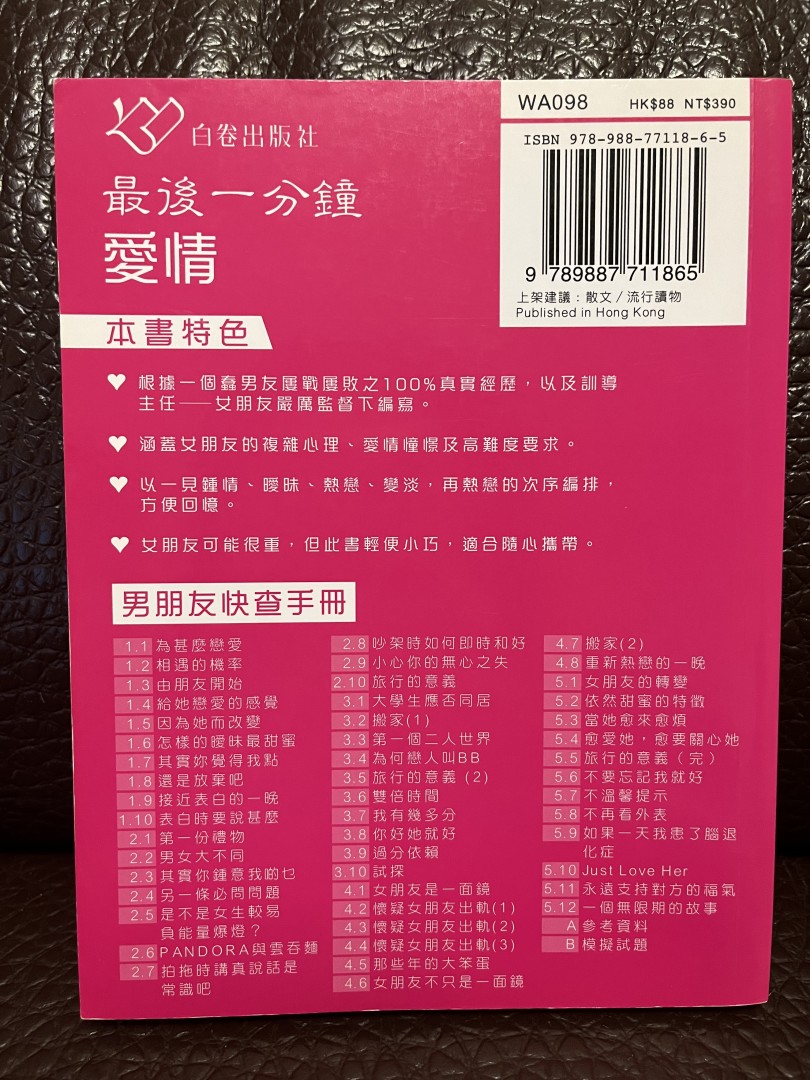 白卷出版社
最後一分鐘
愛情
WA098 HK$88 NT$390
ISBN 978-988-77118-6-5
9 789887 711865
上架建議：散文/流行讀物
Published in Hong Kong
本書特色
♥ 根據一個蠢男友屢戰屢敗之100%真實經歷，以及訓導
主任——女朋友嚴厲監督下編寫。
♥ 涵蓋女朋友的複雜心理、愛情憧憬及高難度要求。
♥ 以一見鍾情、曖昧、熱戀、變淡，再熱戀的次序編排，
方便回憶。
♥ 女朋友可能很重，但此書輕便小巧，適合隨心攜帶。
男朋友快查手冊
1.1 為甚麼戀愛
1.2 相遇的機率
1.3 由朋友開始
1.4 給她戀愛的感覺
1.5 因為她而改變
1.6 怎樣的曖昧最甜蜜
1.7 其實妳覺得我點
1.8 還是放棄吧
1.9 接近表白的一晚
1.10 表白時要說甚麼
2.1 第一份禮物
2.2 男女大不同
2.3 其實你鍾意我啲乜
2.4 另一條必問問題
2.5 是不是女生較易
負能量爆燈？
2.6 PANDORA與雲吞麵
2.7 拍拖時講真說話是
常識吧
2.8 吵架時如何即時和好
2.9 小心你的無心之失
2.10 旅行的意義
3.1 大學生應否同居
3.2 搬家(1)
3.3 第一個二人世界
3.4 為何戀人叫BB
3.5 旅行的意義 (2)
3.6 雙倍時間
3.7 我有幾多分
3.8 你好她就好
3.9 過分依賴
3.10 試探
4.1 女朋友是一面鏡
4.2 懷疑女朋友出軌(1)
4.3 懷疑女朋友出軌(2)
4.4 懷疑女朋友出軌(3)
4.5 那些年的大笨蛋
4.6 女朋友不只是一面鏡
4.7 搬家(2)
4.8 重新熱戀的一晚
5.1 女朋友的轉變
5.2 依然甜蜜的特徵
5.3 當她愈來愈煩
5.4 愈愛她，愈要關心她
5.5 旅行的意義（完）
5.6 不要忘記我就好
5.7 不溫馨提示
5.8 不再看外表
5.9 如果一天我患了腦退
化症
5.10 Just Love Her
5.11 永遠支持對方的福氣
5.12 一個無限期的故事
A 參考資料
B 模擬試題